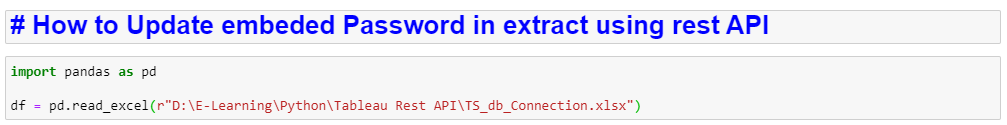 # How to Update embeded Password in extract using rest API
import pandas as pd
df = pd.read_excel(r"D:\E-Learning\Python\Tableau Rest API\TS_db_Connection.xlsx")